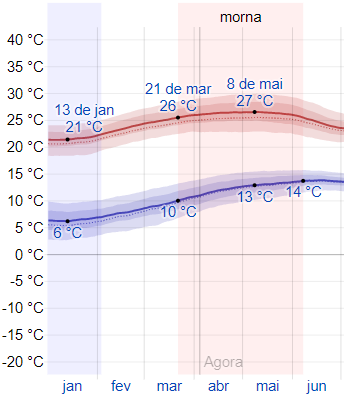 morna
40 °C
35 °C
30 °C
25 °C
20 °C
15 °C
10 °C
5 °C
0 °C
-5 °C
-10 °C
-15 °C
-20 °C
13 de jan
21 °C
21 de mar
26 °C
8 de mai
27 °C
6 °C
10 °C
13 °C
14 °C
Agora
jan fev mar abr mai jun